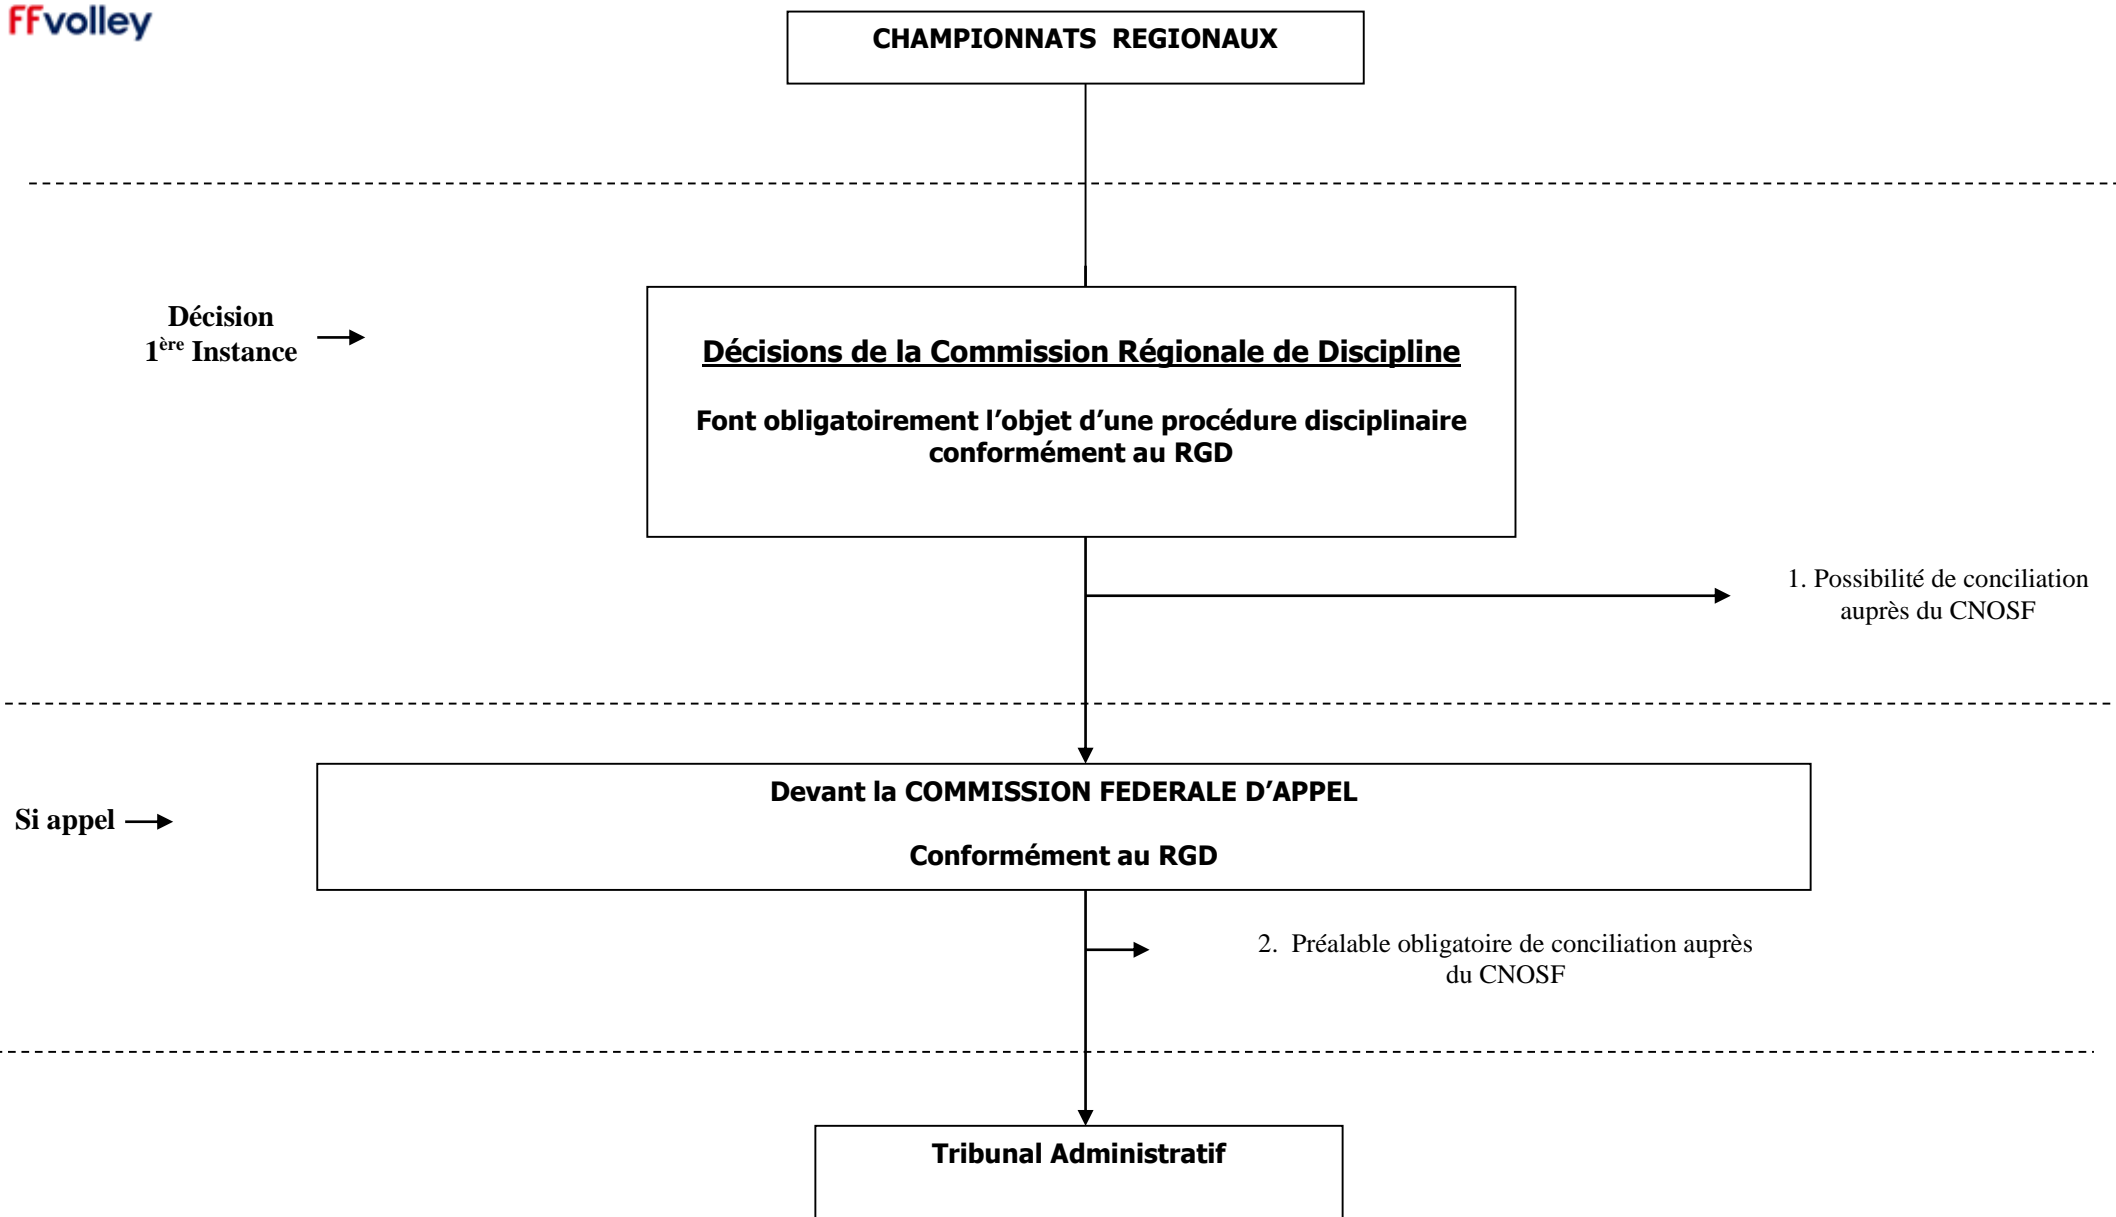 FFvolley
CHAMPIONNATS REGIONAUX
Décision
1ère Instance
Décisions de la Commission Régionale de Discipline
Font obligatoirement l’objet d’une procédure disciplinaire
conformément au RGD
1. Possibilité de conciliation
auprès du CNOSF
Si appel
Devant la COMMISSION FEDERALE D’APPEL
Conformément au RGD
2. Préalable obligatoire de conciliation auprès
du CNOSF
Tribunal Administratif